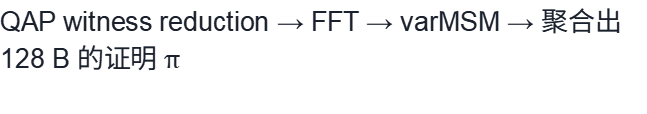 QAP witness reduction → FFT → varMSM → 聚合出
128 B 的证明 π